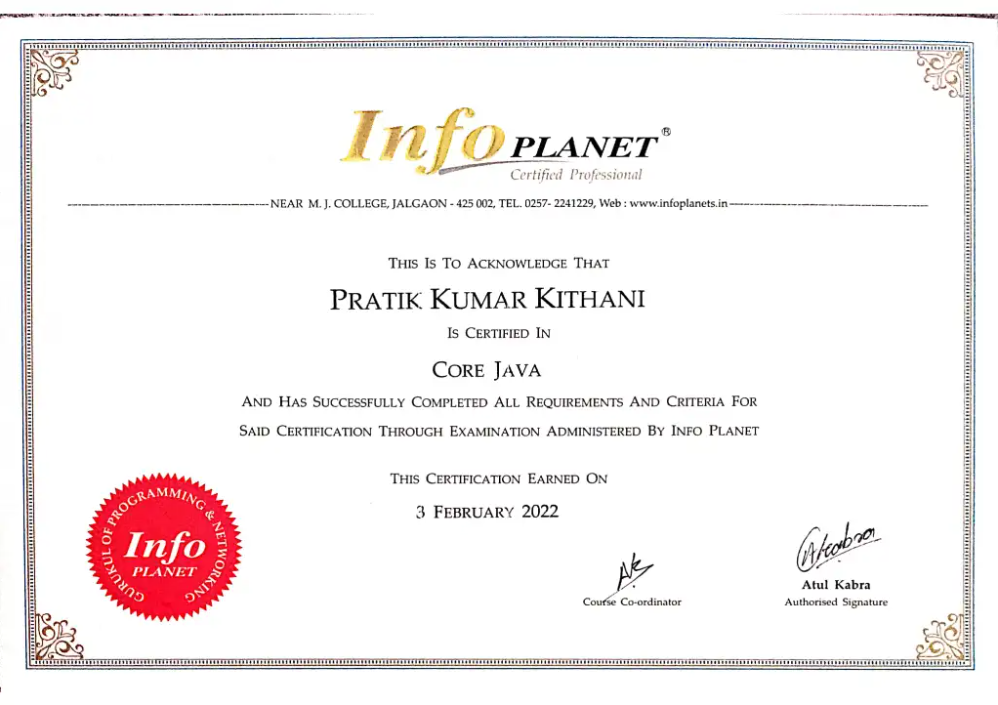 Info PLANET®
Certified Professional
NEAR M. J. COLLEGE, JALGAON - 425 002, TEL. 0257- 2241229, Web : www.infoplanets.in
THIS IS TO ACKNOWLEDGE THAT
PRATIK KUMAR KITHANI
IS CERTIFIED IN
CORE JAVA
AND HAS SUCCESSFULLY COMPLETED ALL REQUIREMENTS AND CRITERIA FOR
SAID CERTIFICATION THROUGH EXAMINATION ADMINISTERED BY INFO PLANET
THIS CERTIFICATION EARNED ON
3 FEBRUARY 2022
GURUKUL OF PROGRAMMING & NETWORKING
Info
PLANET
Course Co-ordinator
Atul Kabra
Authorised Signature